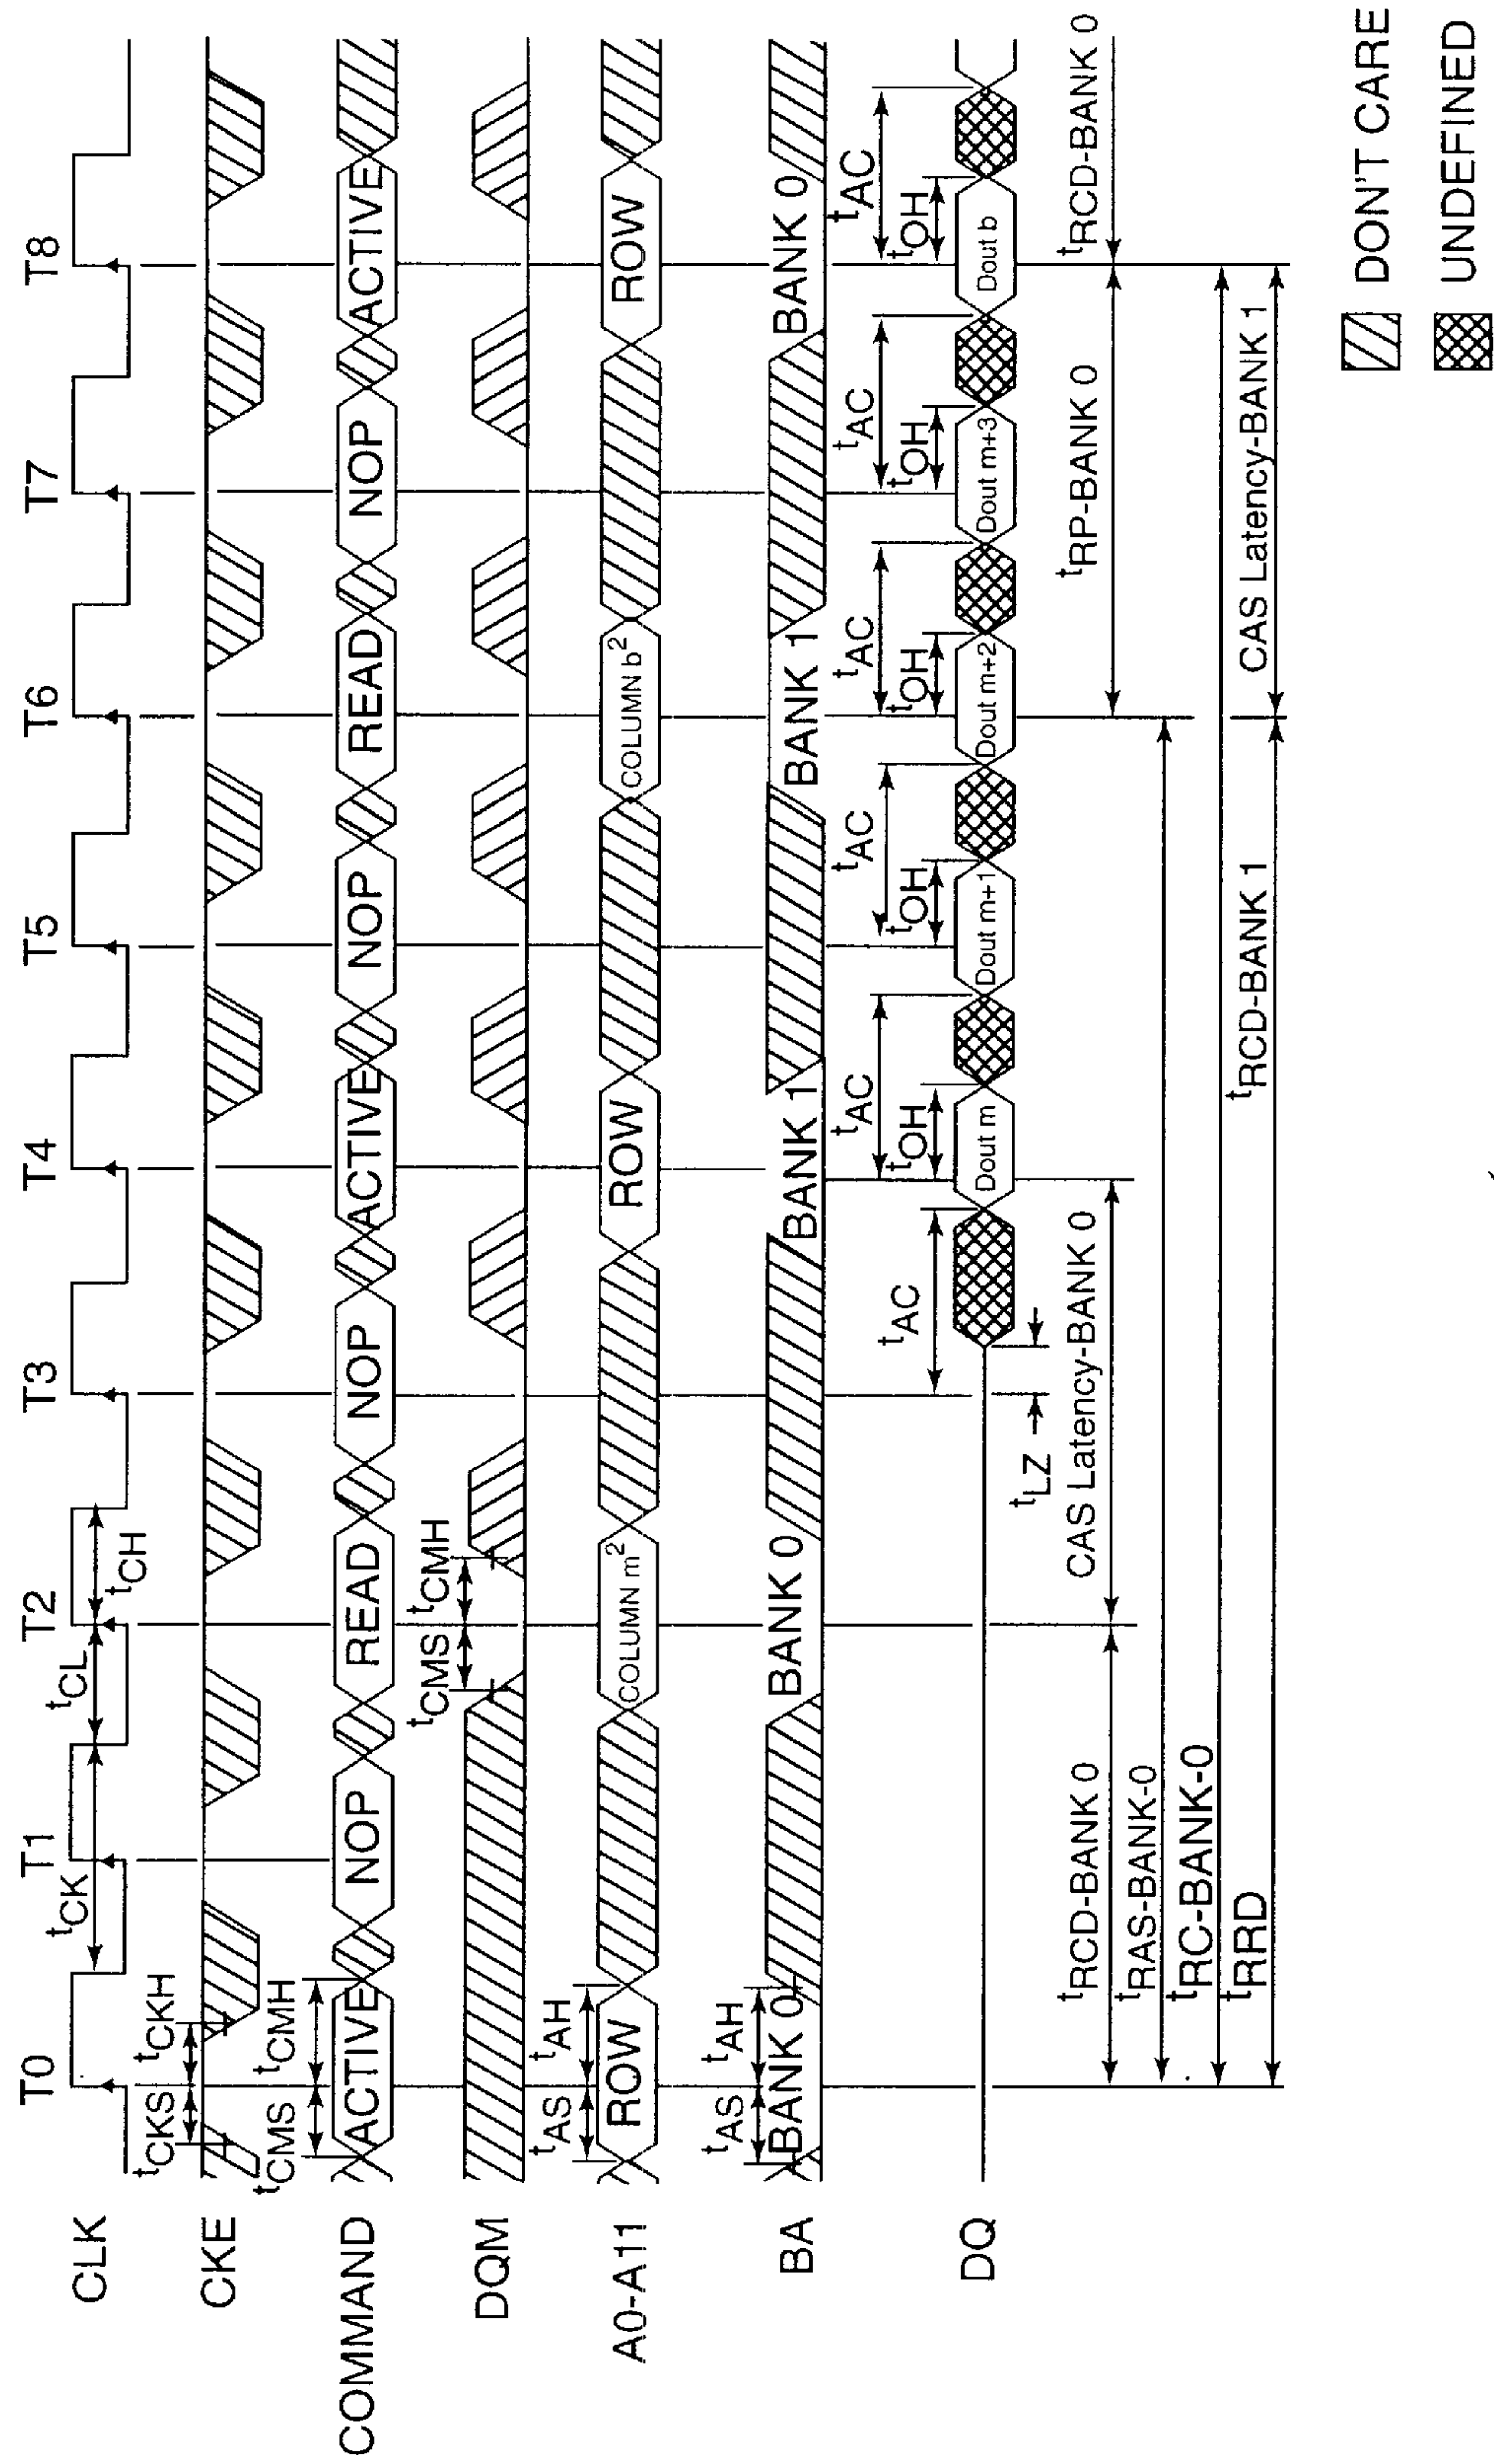 T0 T1 T2 T3 T4 T5 T6 T7 T8
CLK
tCK tCL tCH
tCKS tCKH
CKE
tCMS tCMH
COMMAND ACTIVE NOP READ NOP ACTIVE NOP READ NOP ACTIVE
tCMS tCMH
DQM
tAS tAH
A0-A11 ROW COLUMN m2 ROW COLUMN b2 ROW
tAS tAH
BA BANK 0 BANK 0 BANK 1 BANK 1 BANK 0
tAC tAC tAC tAC tAC tAC
tOH tOH tOH tOH tOH
DQ Dout m Dout m+1 Dout m+2 Dout m+3 Dout b
tLZ
tRCD-BANK 0 CAS Latency-BANK 0 tRP-BANK 0 tRCD-BANK 0
tRAS-BANK-0
tRC-BANK-0
tRRD tRCD-BANK 1 CAS Latency-BANK 1
DON'T CARE
UNDEFINED